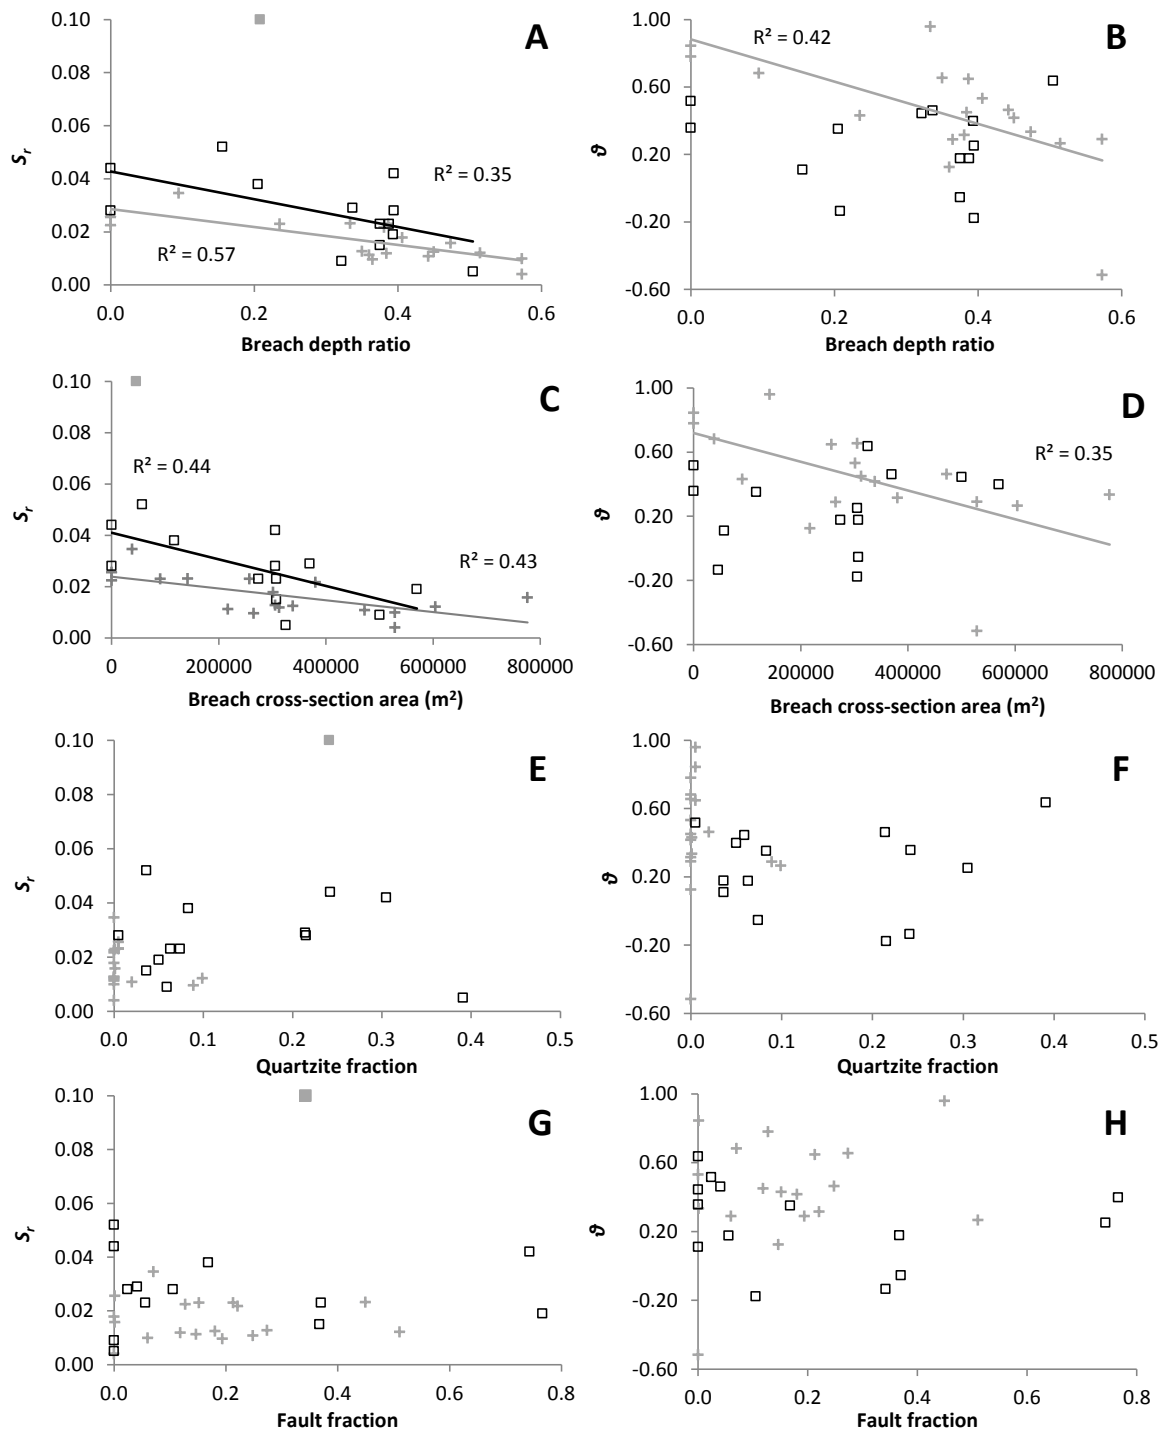 A
0.10
0.08
0.06
0.04
0.02
0.00
Sr
R² = 0.35
R² = 0.57
0.0 0.2 0.4 0.6
Breach depth ratio
B
1.00
0.60
0.20
-0.20
-0.60
ϑ
R² = 0.42
0.0 0.2 0.4 0.6
Breach depth ratio
C
0.10
0.08
0.06
0.04
0.02
0.00
Sr
R² = 0.44
R² = 0.43
0 200000 400000 600000 800000
Breach cross-section area (m²)
D
1.00
0.60
0.20
-0.20
-0.60
ϑ
R² = 0.35
0 200000 400000 600000 800000
Breach cross-section area (m²)
E
0.10
0.08
0.06
0.04
0.02
0.00
Sr
0.0 0.1 0.2 0.3 0.4 0.5
Quartzite fraction
F
1.00
0.60
0.20
-0.20
-0.60
ϑ
0.0 0.1 0.2 0.3 0.4 0.5
Quartzite fraction
G
0.10
0.08
0.06
0.04
0.02
0.00
Sr
0.0 0.2 0.4 0.6 0.8
Fault fraction
H
1.00
0.60
0.20
-0.20
-0.60
ϑ
0.0 0.2 0.4 0.6 0.8
Fault fraction